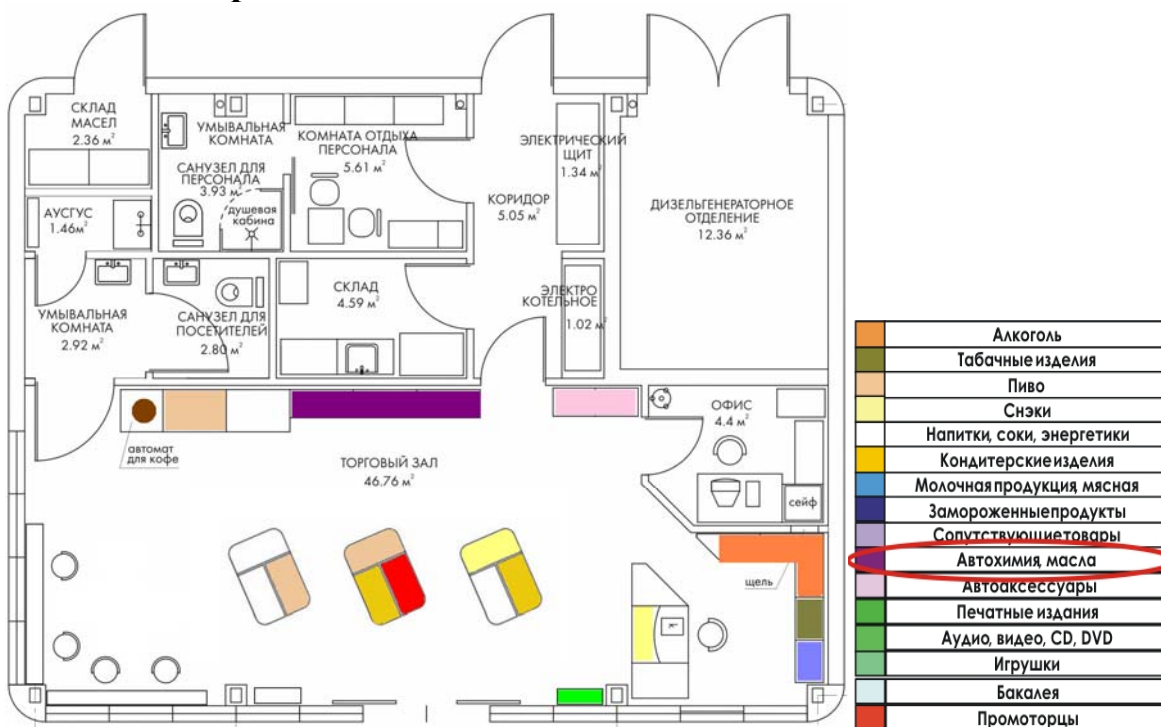 СКЛАД
МАСЕЛ
2.36 м²
УМЫВАЛЬНАЯ
КОМНАТА
САНУЗЕЛ ДЛЯ
ПЕРСОНАЛА
3.93 м²
душевая
кабина
КОМНАТА ОТДЫХА
ПЕРСОНАЛА
5.61 м²
ЭЛЕКТРИЧЕСКИЙ
ЩИТ
1.34 м²
КОРИДОР
5.05 м²
ДИЗЕЛЬГЕНЕРАТОРНОЕ
ОТДЕЛЕНИЕ
12.36 м²
АУСГУС
1.46м²
УМЫВАЛЬНАЯ
КОМНАТА
2.92 м²
САНУЗЕЛ ДЛЯ
ПОСЕТИТЕЛЕЙ
2.80 м²
СКЛАД
4.59 м²
ЭЛЕКТРО
КОТЕЛЬНОЕ
1.02 м²
автомат
для кофе
ТОРГОВЫЙ ЗАЛ
46.76 м²
ОФИС
4.4 м²
сейф
щель
Алкоголь
Табачные изделия
Пиво
Снэки
Напитки, соки, энергетики
Кондитерские изделия
Молочная продукция, мясная
Замороженные продукты
Сопутствующие товары
Автохимия, масла
Автоаксессуары
Печатные издания
Аудио, видео, CD, DVD
Игрушки
Бакалея
Промоторцы